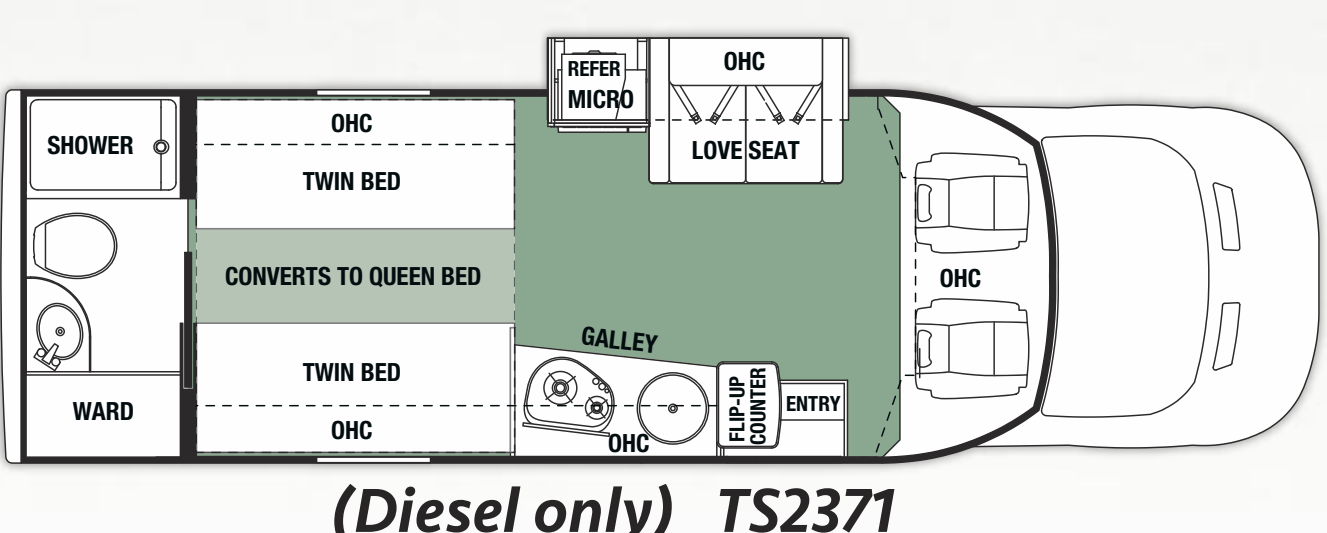 REFER
MICRO
OHC
LOVE SEAT
OHC
TWIN BED
SHOWER
CONVERTS TO QUEEN BED
OHC
GALLEY
TWIN BED
OHC
WARD
OHC
FLIP-UP
COUNTER
ENTRY
(Diesel only) TS2371